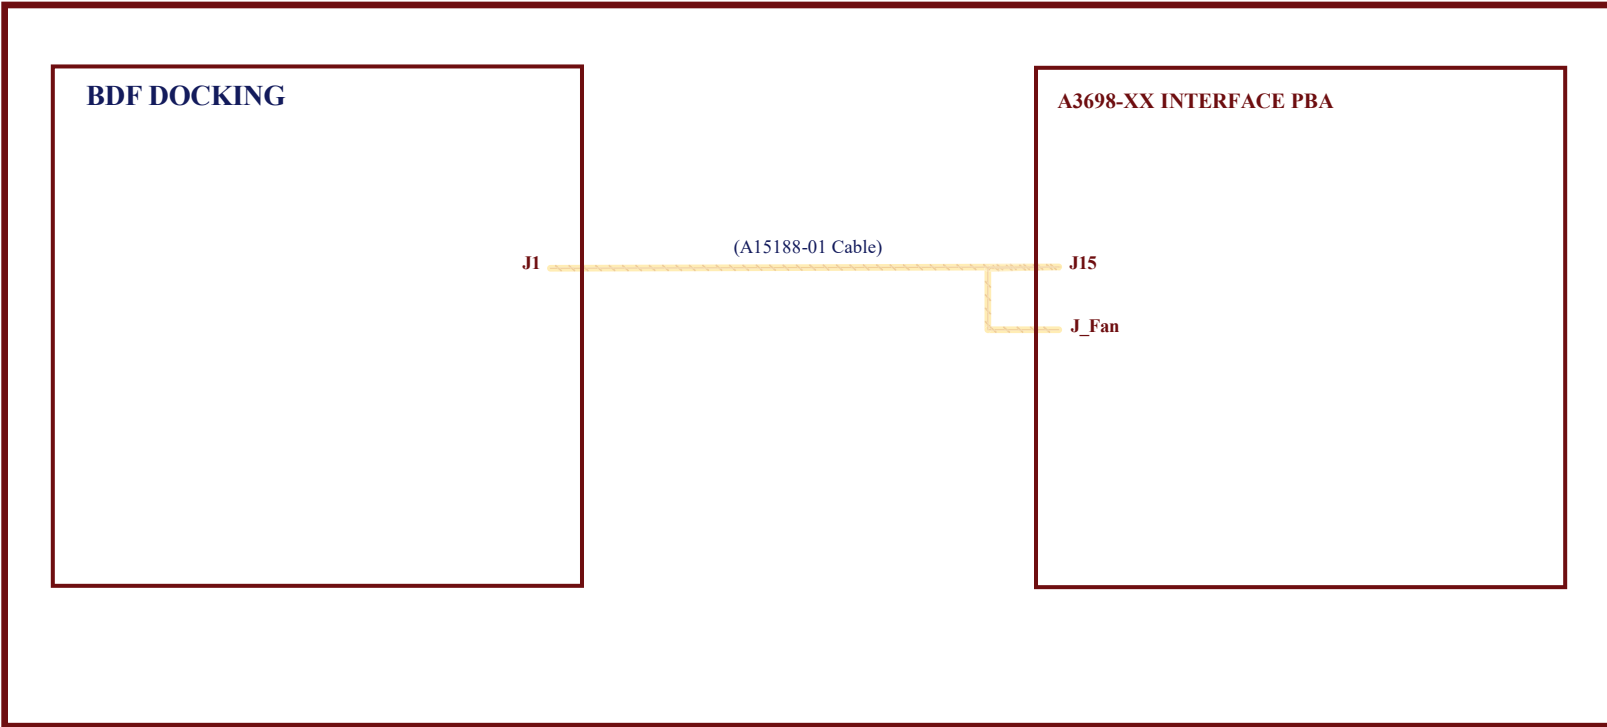 BDF DOCKING
A3698-XX INTERFACE PBA
(A15188-01 Cable)
J1
J15
J_Fan